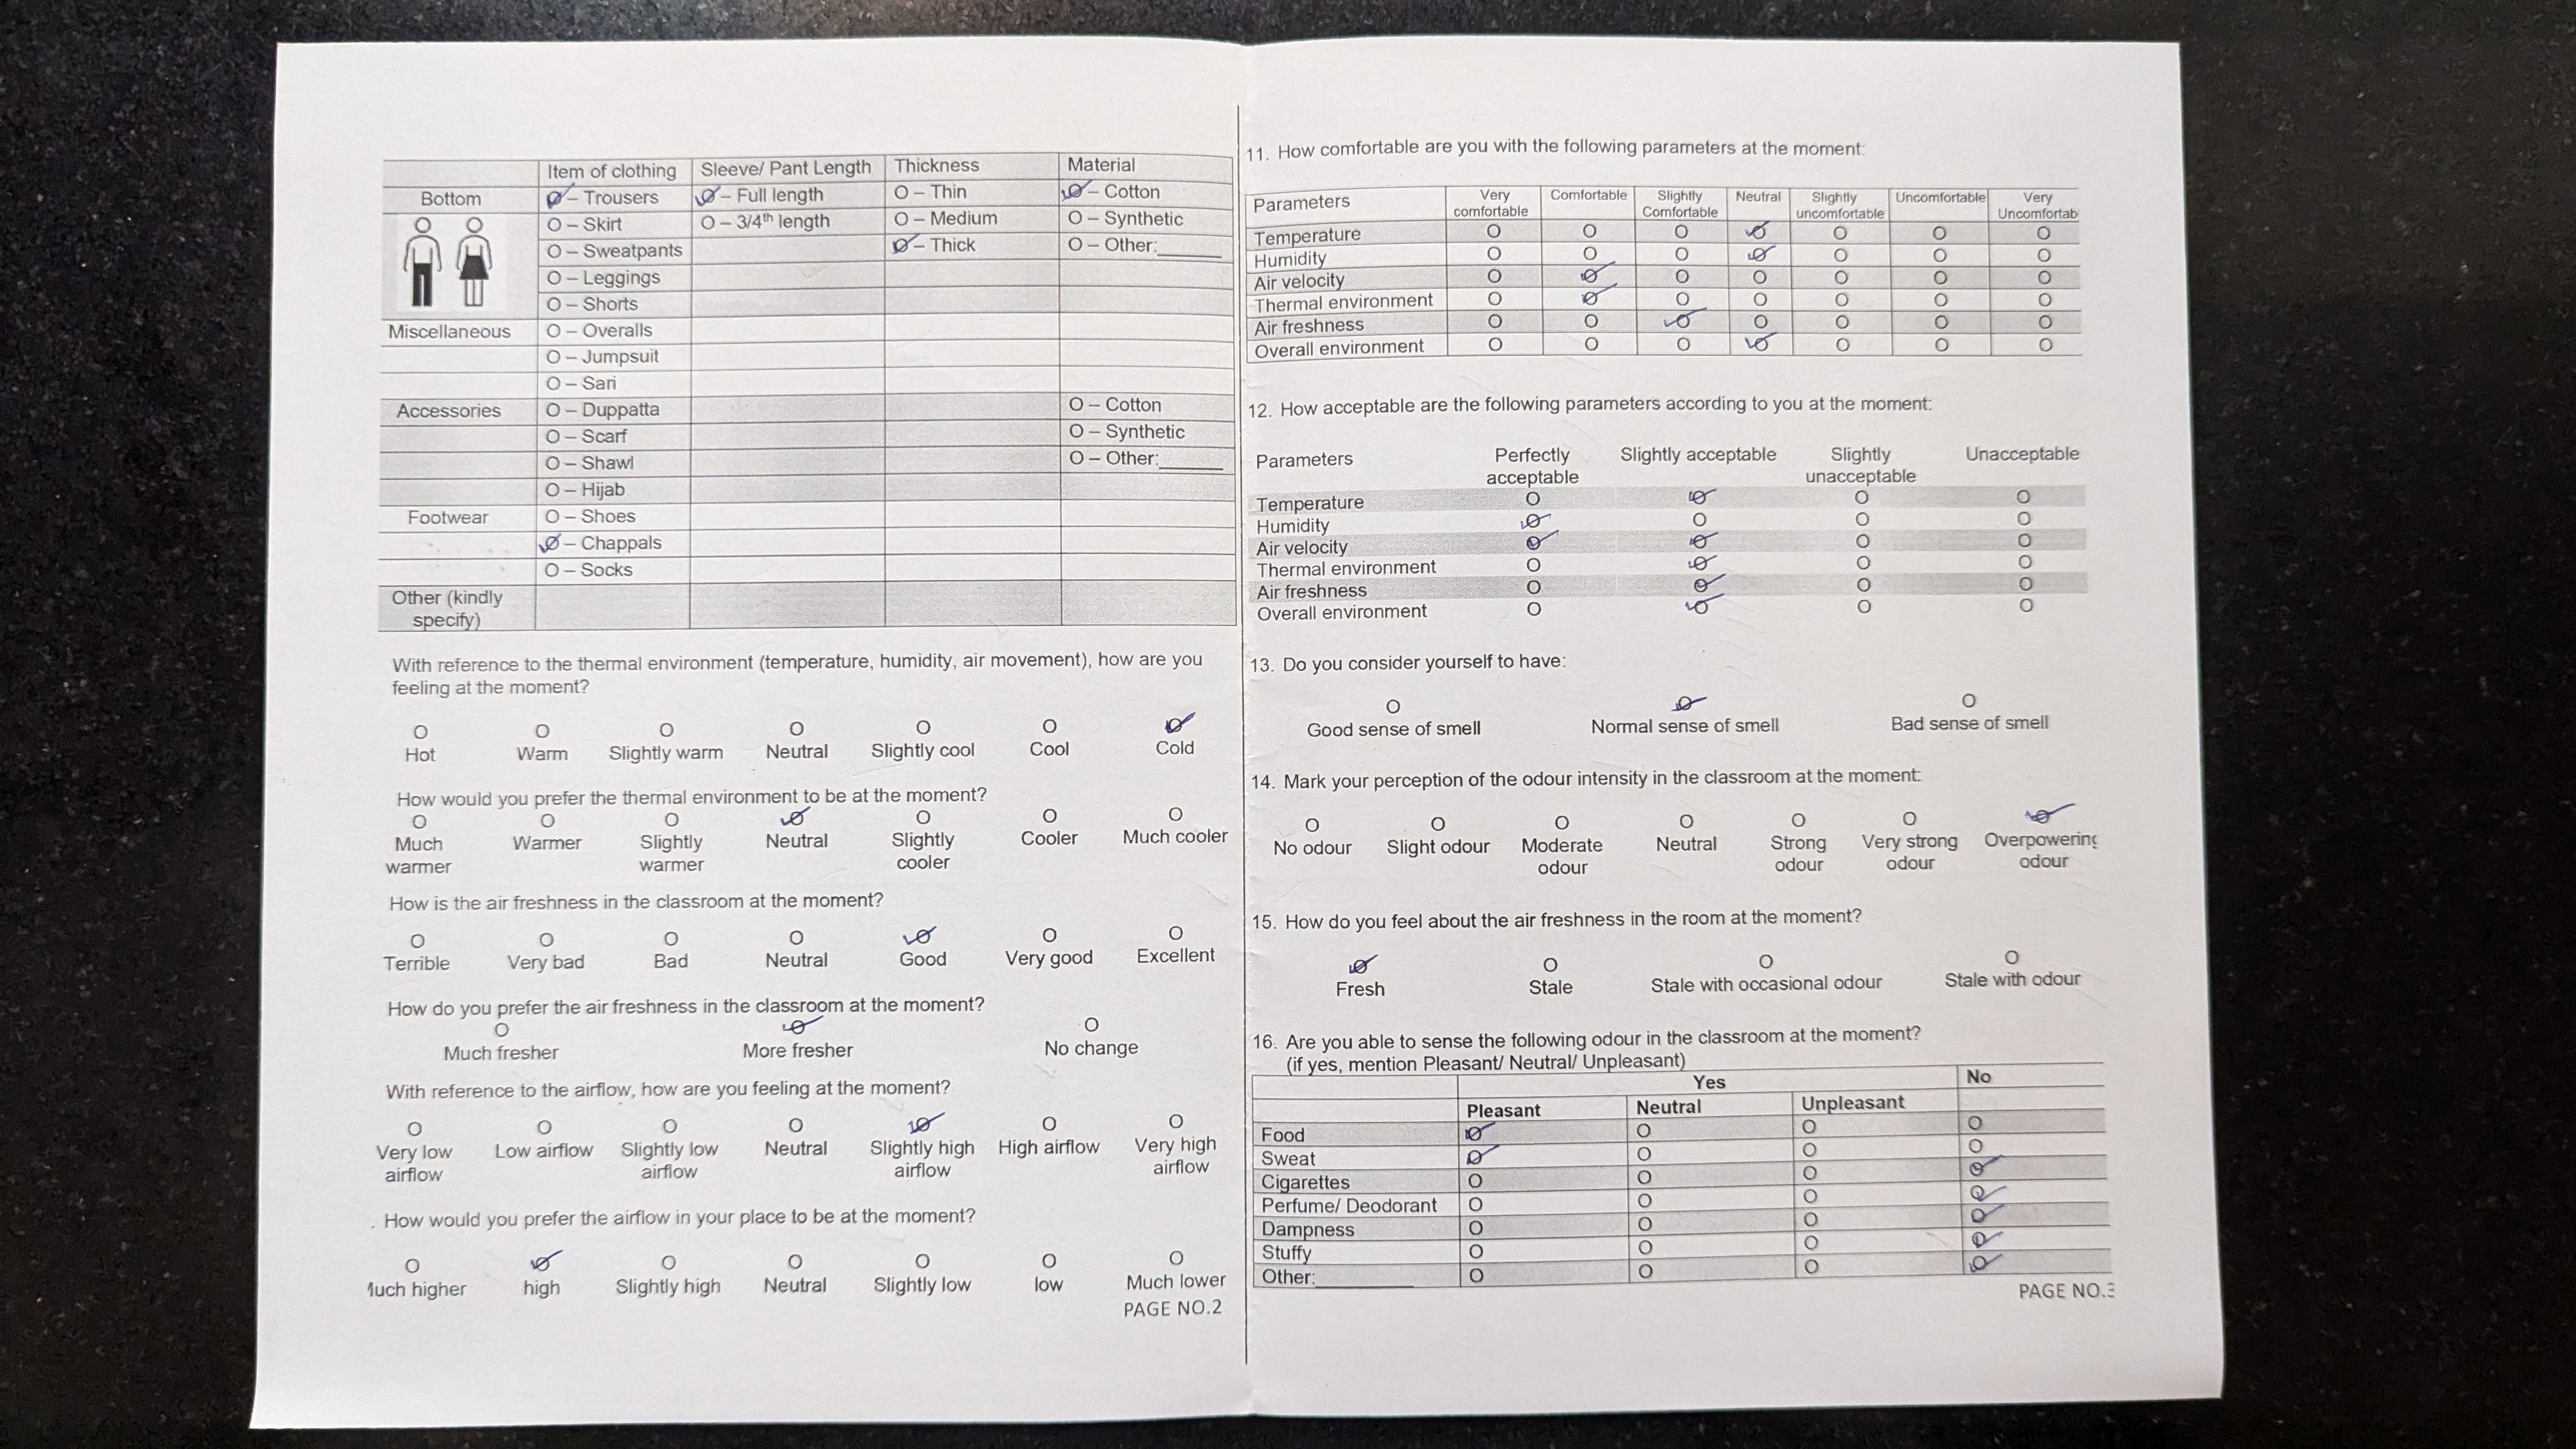 Item of clothing Sleeve/ Pant Length Thickness Material
Bottom O – Trousers O – Full length O – Thin O – Cotton
O – Skirt O – 3/4th length O – Medium O – Synthetic
O – Sweatpants O – Thick O – Other:______
O – Leggings
O – Shorts
Miscellaneous O – Overalls
O – Jumpsuit
O – Sari
Accessories O – Duppatta O – Cotton
O – Scarf O – Synthetic
O – Shawl O – Other:______
O – Hijab
Footwear O – Shoes
O – Chappals
O – Socks
Other (kindly
specify)
With reference to the thermal environment (temperature, humidity, air movement), how are you
feeling at the moment?
O O O O O O O
Hot Warm Slightly warm Neutral Slightly cool Cool Cold
How would you prefer the thermal environment to be at the moment?
O O O O O O O
Much Warmer Slightly Neutral Slightly Cooler Much cooler
warmer warmer cooler
How is the air freshness in the classroom at the moment?
O O O O O O O
Terrible Very bad Bad Neutral Good Very good Excellent
How do you prefer the air freshness in the classroom at the moment?
O O O
Much fresher More fresher No change
With reference to the airflow, how are you feeling at the moment?
O O O O O O O
Very low Low airflow Slightly low Neutral Slightly high High airflow Very high
airflow airflow airflow airflow
. How would you prefer the airflow in your place to be at the moment?
O O O O O O O
luch higher high Slightly high Neutral Slightly low low Much lower
PAGE NO.2
11. How comfortable are you with the following parameters at the moment:
Parameters Very Comfortable Slightly Neutral Slightly Uncomfortable Very
comfortable Comfortable uncomfortable Uncomfortab
Temperature O O O O O O O
Humidity O O O O O O O
Air velocity O O O O O O O
Thermal environment O O O O O O O
Air freshness O O O O O O O
Overall environment O O O O O O O
12. How acceptable are the following parameters according to you at the moment:
Parameters Perfectly Slightly acceptable Slightly Unacceptable
acceptable unacceptable
Temperature O O O O
Humidity O O O O
Air velocity O O O O
Thermal environment O O O O
Air freshness O O O O
Overall environment O O O O
13. Do you consider yourself to have:
O O O
Good sense of smell Normal sense of smell Bad sense of smell
14. Mark your perception of the odour intensity in the classroom at the moment:
O O O O O O O
No odour Slight odour Moderate Neutral Strong Very strong Overpowering
odour odour odour odour
15. How do you feel about the air freshness in the room at the moment?
O O O O
Fresh Stale Stale with occasional odour Stale with odour
16. Are you able to sense the following odour in the classroom at the moment?
(if yes, mention Pleasant/ Neutral/ Unpleasant)
Yes No
Pleasant Neutral Unpleasant
Food O O O O
Sweat O O O O
Cigarettes O O O O
Perfume/ Deodorant O O O O
Dampness O O O O
Stuffy O O O O
Other:__________ O O O O
PAGE NO.3